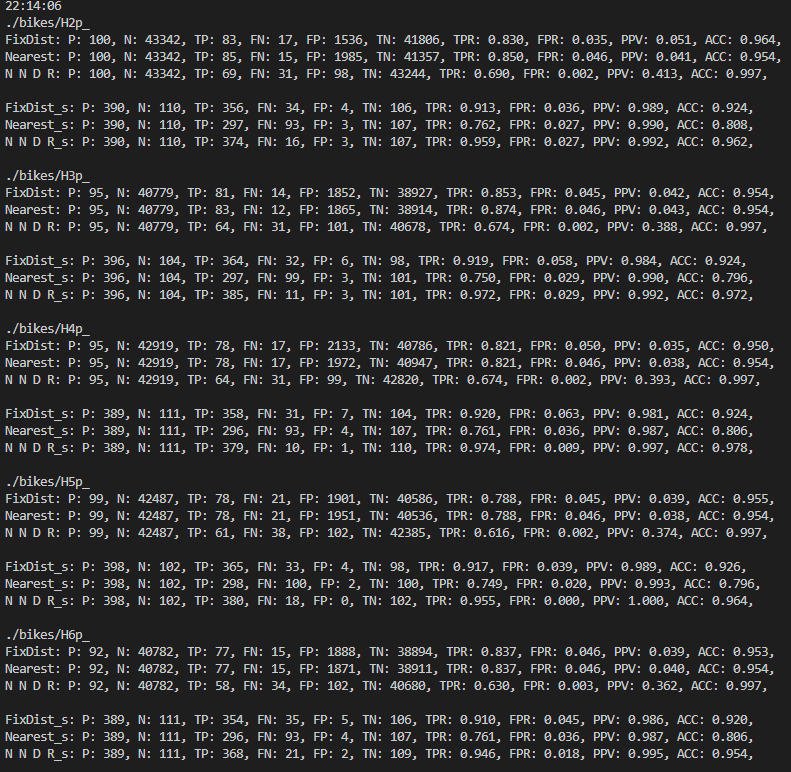 22:14:06
./bikes/H2p_
FixDist: P: 100, N: 43342, TP: 83, FN: 17, FP: 1536, TN: 41806, TPR: 0.830, FPR: 0.035, PPV: 0.051, ACC: 0.964,
Nearest: P: 100, N: 43342, TP: 85, FN: 15, FP: 1985, TN: 41357, TPR: 0.850, FPR: 0.046, PPV: 0.041, ACC: 0.954,
N N D R: P: 100, N: 43342, TP: 69, FN: 31, FP: 98, TN: 43244, TPR: 0.690, FPR: 0.002, PPV: 0.413, ACC: 0.997,
FixDist_s: P: 390, N: 110, TP: 356, FN: 34, FP: 4, TN: 106, TPR: 0.913, FPR: 0.036, PPV: 0.989, ACC: 0.924,
Nearest_s: P: 390, N: 110, TP: 297, FN: 93, FP: 3, TN: 107, TPR: 0.762, FPR: 0.027, PPV: 0.990, ACC: 0.808,
N N D R_s: P: 390, N: 110, TP: 374, FN: 16, FP: 3, TN: 107, TPR: 0.959, FPR: 0.027, PPV: 0.992, ACC: 0.962,
./bikes/H3p_
FixDist: P: 95, N: 40779, TP: 81, FN: 14, FP: 1852, TN: 38927, TPR: 0.853, FPR: 0.045, PPV: 0.042, ACC: 0.954,
Nearest: P: 95, N: 40779, TP: 83, FN: 12, FP: 1865, TN: 38914, TPR: 0.874, FPR: 0.046, PPV: 0.043, ACC: 0.954,
N N D R: P: 95, N: 40779, TP: 64, FN: 31, FP: 101, TN: 40678, TPR: 0.674, FPR: 0.002, PPV: 0.388, ACC: 0.997,
FixDist_s: P: 396, N: 104, TP: 364, FN: 32, FP: 6, TN: 98, TPR: 0.919, FPR: 0.058, PPV: 0.984, ACC: 0.924,
Nearest_s: P: 396, N: 104, TP: 297, FN: 99, FP: 3, TN: 101, TPR: 0.750, FPR: 0.029, PPV: 0.990, ACC: 0.796,
N N D R_s: P: 396, N: 104, TP: 385, FN: 11, FP: 3, TN: 101, TPR: 0.972, FPR: 0.029, PPV: 0.992, ACC: 0.972,
./bikes/H4p_
FixDist: P: 95, N: 42919, TP: 78, FN: 17, FP: 2133, TN: 40786, TPR: 0.821, FPR: 0.050, PPV: 0.035, ACC: 0.950,
Nearest: P: 95, N: 42919, TP: 78, FN: 17, FP: 1972, TN: 40947, TPR: 0.821, FPR: 0.046, PPV: 0.038, ACC: 0.954,
N N D R: P: 95, N: 42919, TP: 64, FN: 31, FP: 99, TN: 42820, TPR: 0.674, FPR: 0.002, PPV: 0.393, ACC: 0.997,
FixDist_s: P: 389, N: 111, TP: 358, FN: 31, FP: 7, TN: 104, TPR: 0.920, FPR: 0.063, PPV: 0.981, ACC: 0.924,
Nearest_s: P: 389, N: 111, TP: 296, FN: 93, FP: 4, TN: 107, TPR: 0.761, FPR: 0.036, PPV: 0.987, ACC: 0.806,
N N D R_s: P: 389, N: 111, TP: 379, FN: 10, FP: 1, TN: 110, TPR: 0.974, FPR: 0.009, PPV: 0.997, ACC: 0.978,
./bikes/H5p_
FixDist: P: 99, N: 42487, TP: 78, FN: 21, FP: 1901, TN: 40586, TPR: 0.788, FPR: 0.045, PPV: 0.039, ACC: 0.955,
Nearest: P: 99, N: 42487, TP: 78, FN: 21, FP: 1951, TN: 40536, TPR: 0.788, FPR: 0.046, PPV: 0.038, ACC: 0.954,
N N D R: P: 99, N: 42487, TP: 61, FN: 38, FP: 102, TN: 42385, TPR: 0.616, FPR: 0.002, PPV: 0.374, ACC: 0.997,
FixDist_s: P: 398, N: 102, TP: 365, FN: 33, FP: 4, TN: 98, TPR: 0.917, FPR: 0.039, PPV: 0.989, ACC: 0.926,
Nearest_s: P: 398, N: 102, TP: 298, FN: 100, FP: 2, TN: 100, TPR: 0.749, FPR: 0.020, PPV: 0.993, ACC: 0.796,
N N D R_s: P: 398, N: 102, TP: 380, FN: 18, FP: 0, TN: 102, TPR: 0.955, FPR: 0.000, PPV: 1.000, ACC: 0.964,
./bikes/H6p_
FixDist: P: 92, N: 40782, TP: 77, FN: 15, FP: 1888, TN: 38894, TPR: 0.837, FPR: 0.046, PPV: 0.039, ACC: 0.953,
Nearest: P: 92, N: 40782, TP: 77, FN: 15, FP: 1871, TN: 38911, TPR: 0.837, FPR: 0.046, PPV: 0.040, ACC: 0.954,
N N D R: P: 92, N: 40782, TP: 58, FN: 34, FP: 102, TN: 40680, TPR: 0.630, FPR: 0.003, PPV: 0.362, ACC: 0.997,
FixDist_s: P: 389, N: 111, TP: 354, FN: 35, FP: 5, TN: 106, TPR: 0.910, FPR: 0.045, PPV: 0.986, ACC: 0.920,
Nearest_s: P: 389, N: 111, TP: 296, FN: 93, FP: 4, TN: 107, TPR: 0.761, FPR: 0.036, PPV: 0.987, ACC: 0.806,
N N D R_s: P: 389, N: 111, TP: 368, FN: 21, FP: 2, TN: 109, TPR: 0.946, FPR: 0.018, PPV: 0.995, ACC: 0.954,